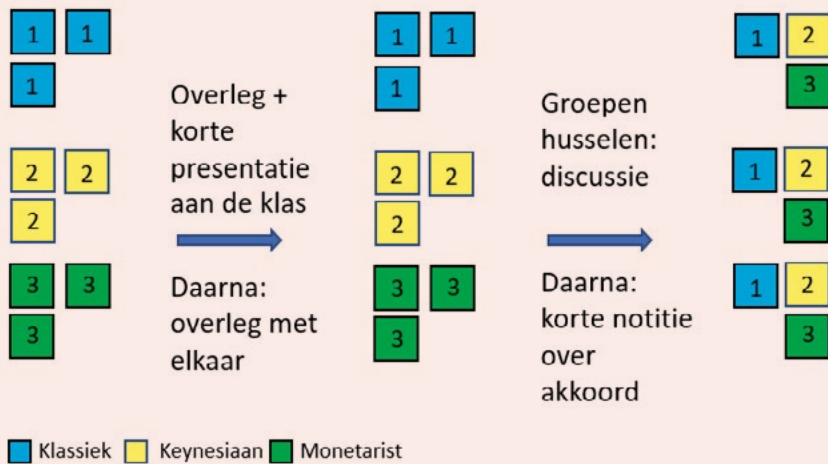 1 1
1
2 2
2
3 3
3
Overleg +
korte
presentatie
aan de klas
Daarna:
overleg met
elkaar
1 1
1
2 2
2
3 3
3
Groepen
husselen:
discussie
Daarna:
korte notitie
over
akkoord
1 2
3
1 2
3
1 2
3
Klassiek Keynesiaan Monetarist